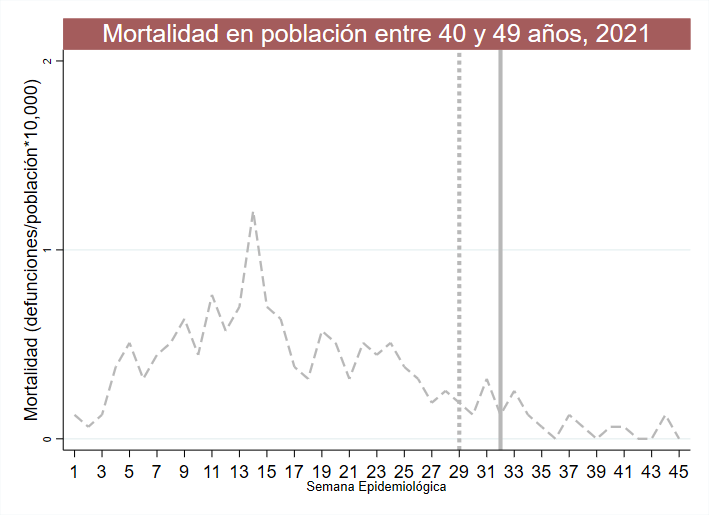 Mortalidad en población entre 40 y 49 años, 2021
Mortalidad (defunciones/población*10,000)
2
1
0
1 3 5 7 9 11 13 15 17 19 21 23 25 27 29 31 33 35 37 39 41 43 45
Semana Epidemiológica